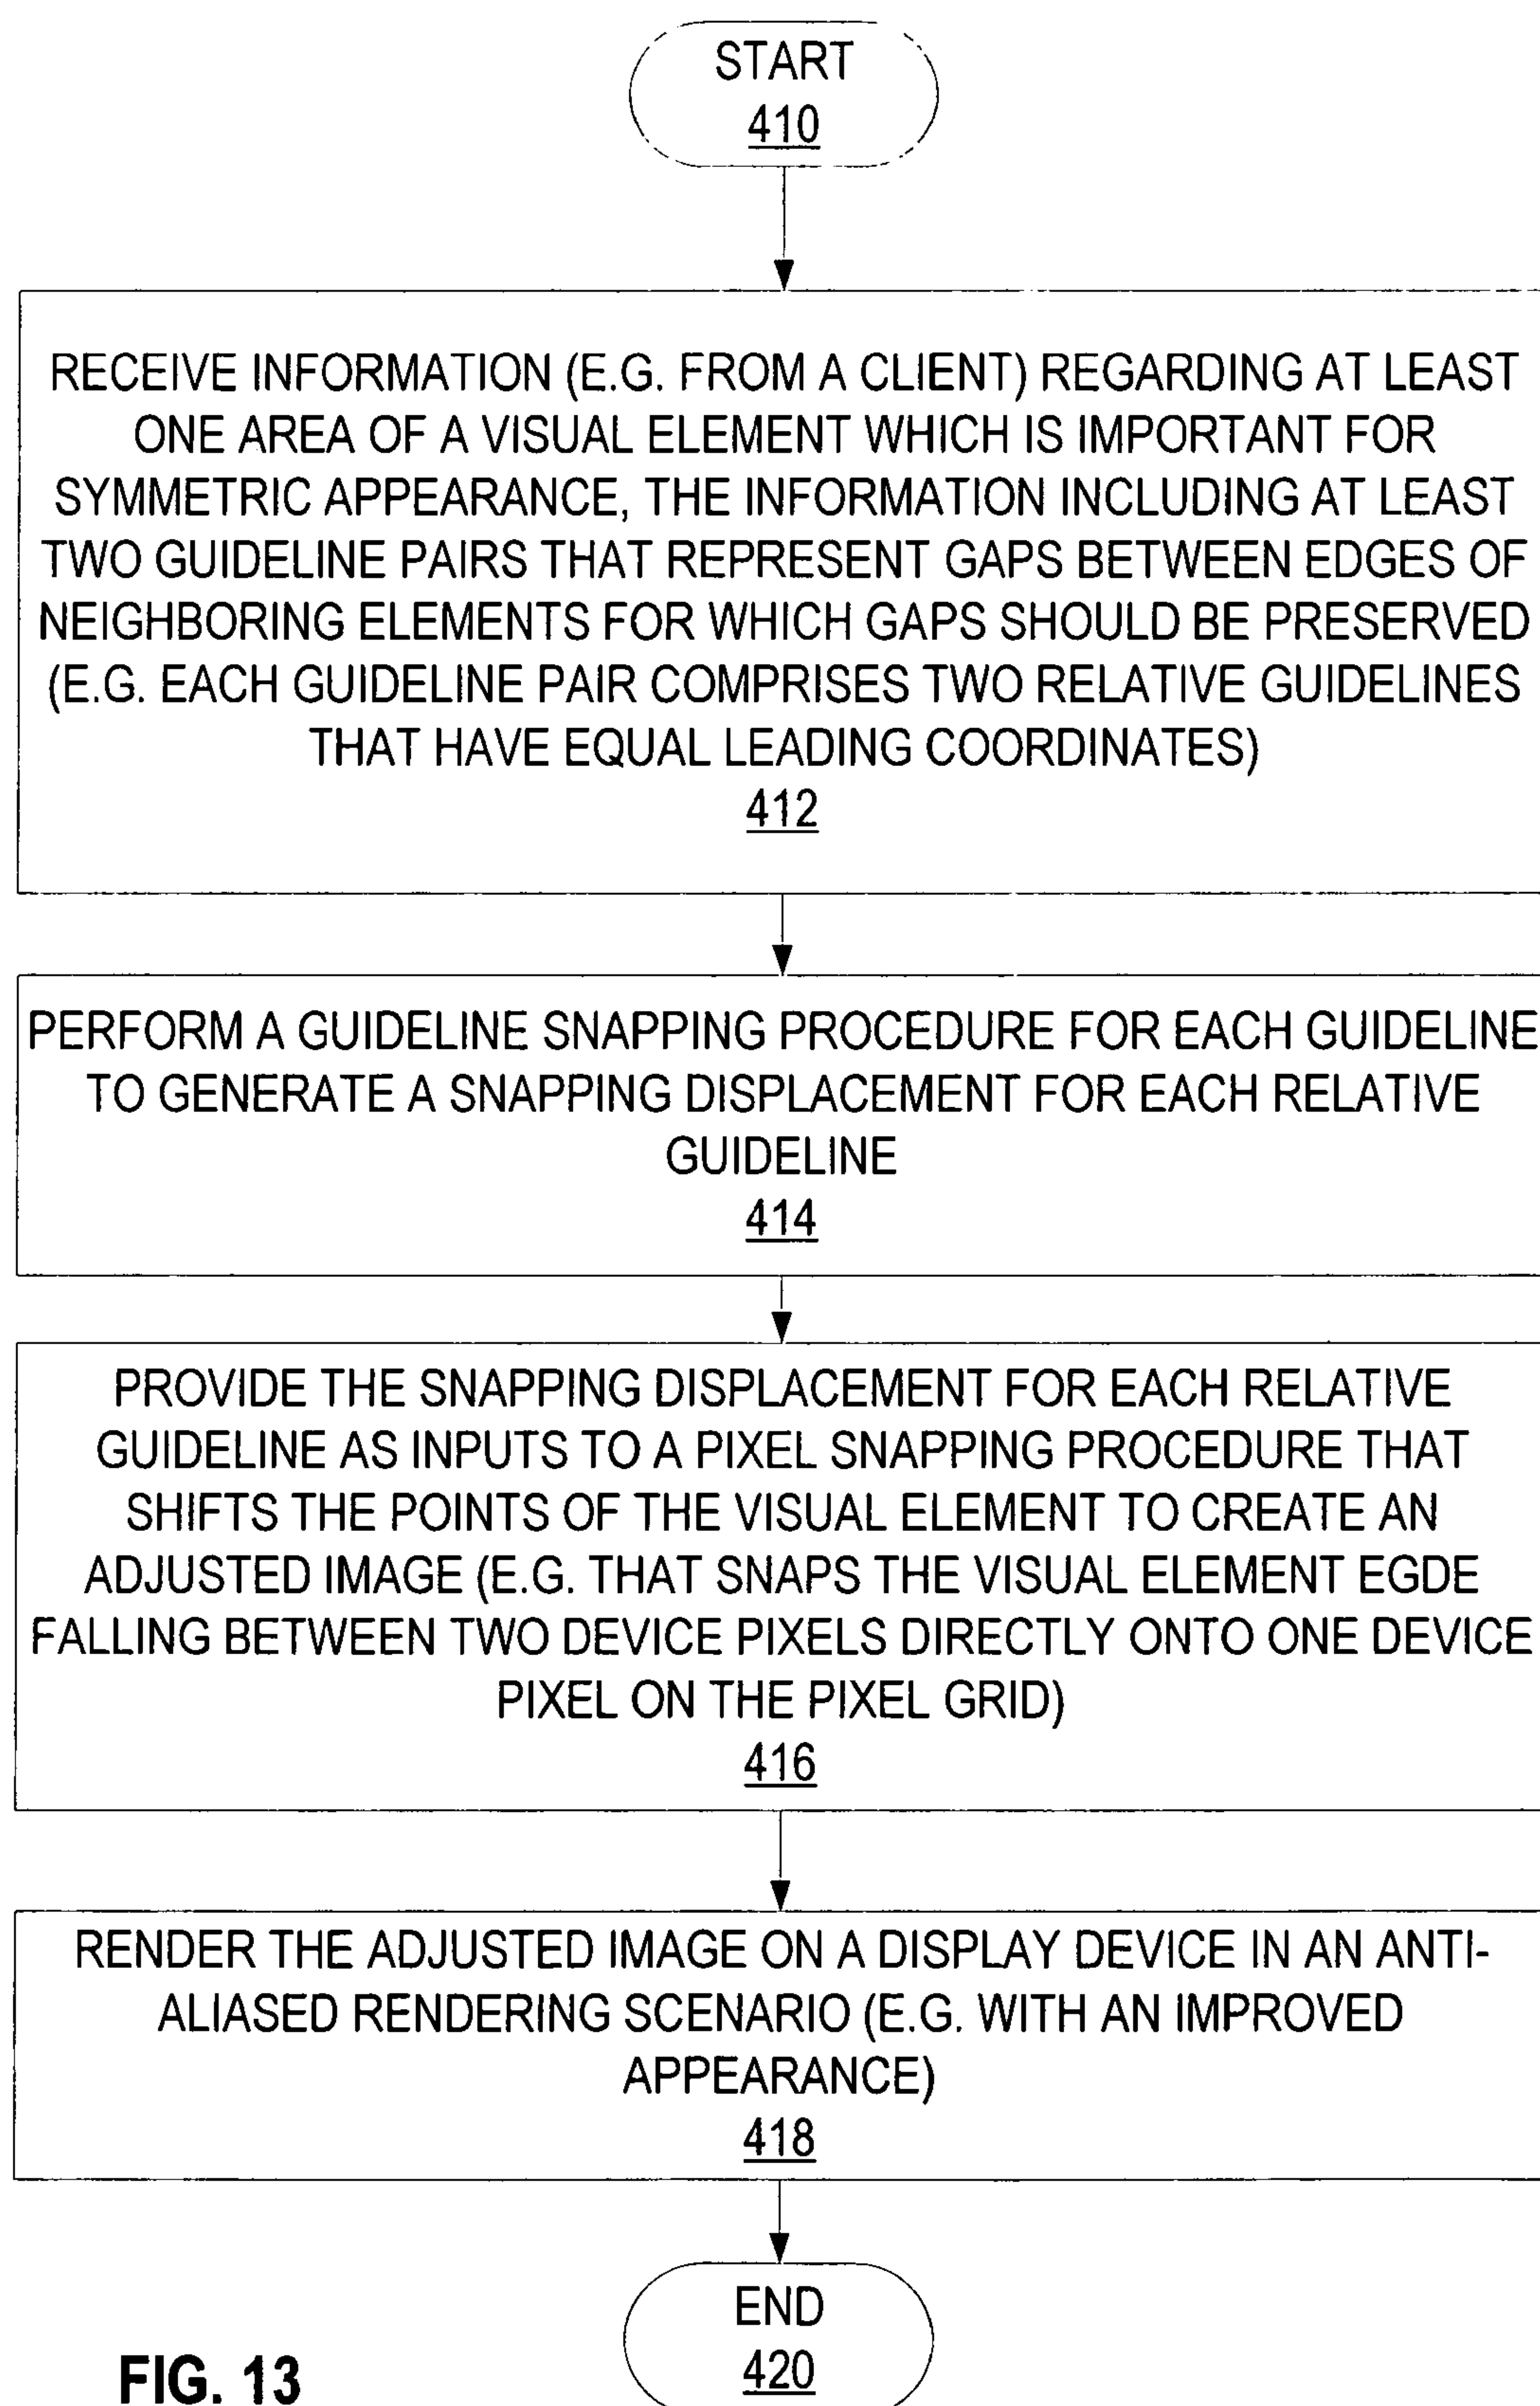 START
410
RECEIVE INFORMATION (E.G. FROM A CLIENT) REGARDING AT LEAST
ONE AREA OF A VISUAL ELEMENT WHICH IS IMPORTANT FOR
SYMMETRIC APPEARANCE, THE INFORMATION INCLUDING AT LEAST
TWO GUIDELINE PAIRS THAT REPRESENT GAPS BETWEEN EDGES OF
NEIGHBORING ELEMENTS FOR WHICH GAPS SHOULD BE PRESERVED
(E.G. EACH GUIDELINE PAIR COMPRISES TWO RELATIVE GUIDELINES
THAT HAVE EQUAL LEADING COORDINATES)
412
PERFORM A GUIDELINE SNAPPING PROCEDURE FOR EACH GUIDELINE
TO GENERATE A SNAPPING DISPLACEMENT FOR EACH RELATIVE
GUIDELINE
414
PROVIDE THE SNAPPING DISPLACEMENT FOR EACH RELATIVE
GUIDELINE AS INPUTS TO A PIXEL SNAPPING PROCEDURE THAT
SHIFTS THE POINTS OF THE VISUAL ELEMENT TO CREATE AN
ADJUSTED IMAGE (E.G. THAT SNAPS THE VISUAL ELEMENT EGDE
FALLING BETWEEN TWO DEVICE PIXELS DIRECTLY ONTO ONE DEVICE
PIXEL ON THE PIXEL GRID)
416
RENDER THE ADJUSTED IMAGE ON A DISPLAY DEVICE IN AN ANTI-
ALIASED RENDERING SCENARIO (E.G. WITH AN IMPROVED
APPEARANCE)
418
END
420
FIG. 13